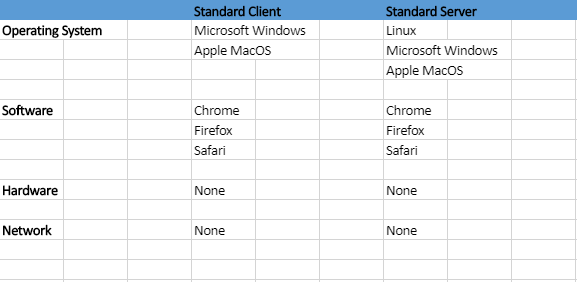 Standard Client Standard Server
Operating System Microsoft Windows Linux
Apple MacOS Microsoft Windows
Apple MacOS
Software Chrome Chrome
Firefox Firefox
Safari Safari
Hardware None None
Network None None